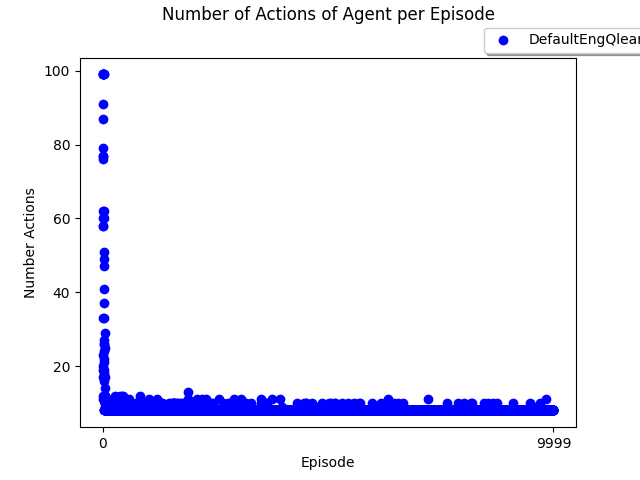 Number of Actions of Agent per Episode
DefaultEngQlear
100
80
60
40
20
Number Actions
0
9999
Episode